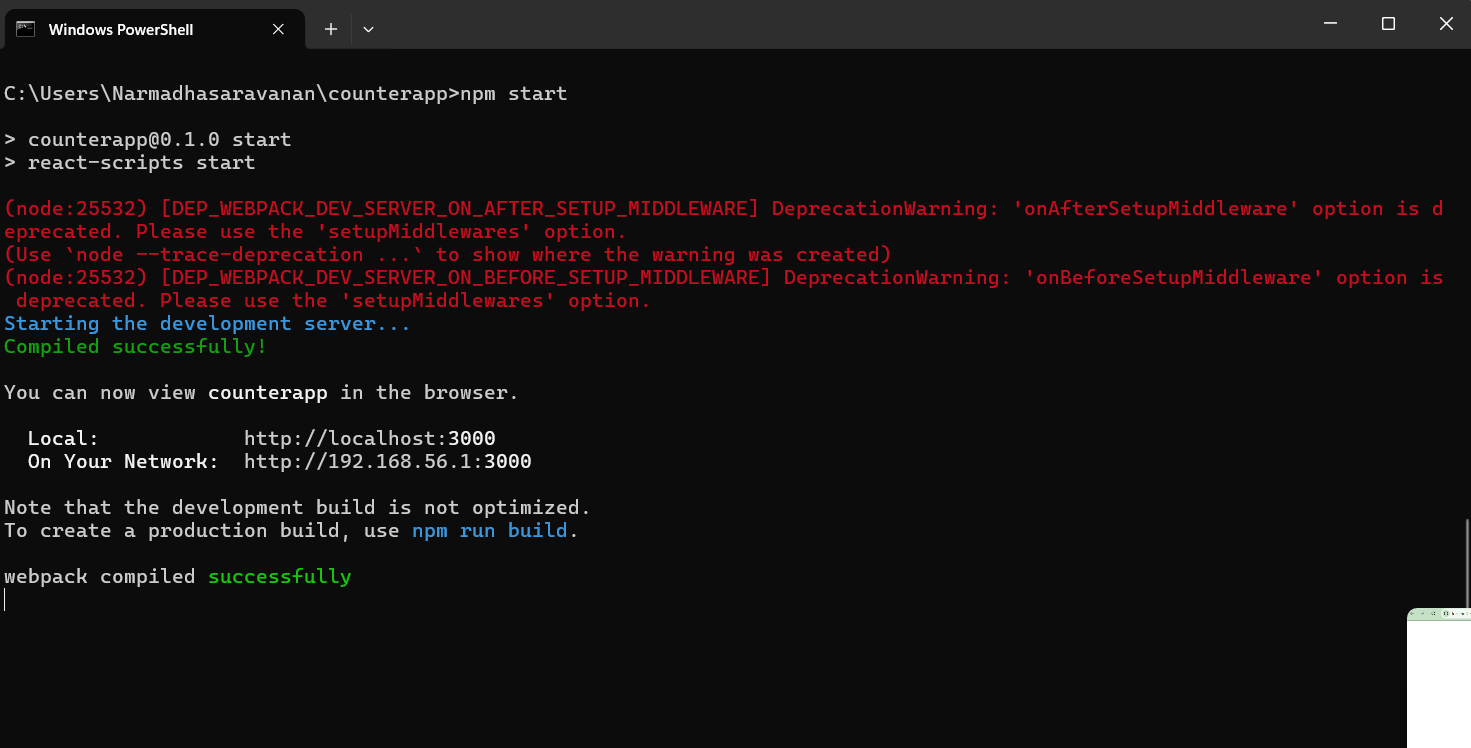 Windows PowerShell
C:\Users\Narmadhasaravanan\counterapp>npm start
> counterapp@0.1.0 start
> react-scripts start
(node:25532) [DEP_WEBPACK_DEV_SERVER_ON_AFTER_SETUP_MIDDLEWARE] DeprecationWarning: 'onAfterSetupMiddleware' option is d
eprecated. Please use the 'setupMiddlewares' option.
(Use `node --trace-deprecation ...` to show where the warning was created)
(node:25532) [DEP_WEBPACK_DEV_SERVER_ON_BEFORE_SETUP_MIDDLEWARE] DeprecationWarning: 'onBeforeSetupMiddleware' option is
 deprecated. Please use the 'setupMiddlewares' option.
Starting the development server...
Compiled successfully!
You can now view counterapp in the browser.
  Local:            http://localhost:3000
  On Your Network:  http://192.168.56.1:3000
Note that the development build is not optimized.
To create a production build, use npm run build.
webpack compiled successfully